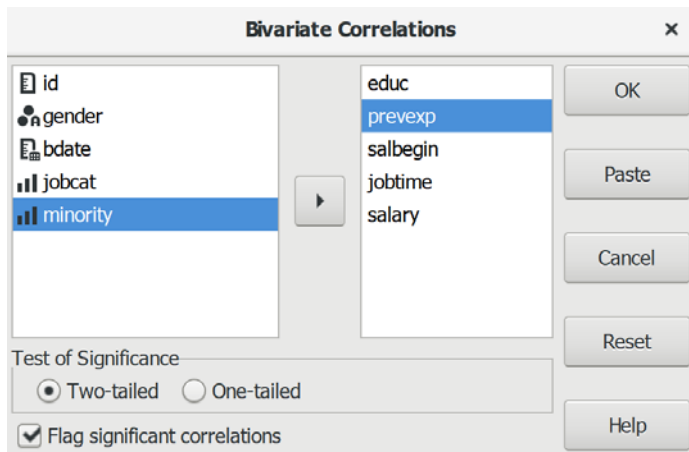 Bivariate Correlations
id
gender
bdate
jobcat
minority
educ
prevexp
salbegin
jobtime
salary
OK
Paste
Cancel
Reset
Help
Test of Significance
Two-tailed One-tailed
Flag significant correlations